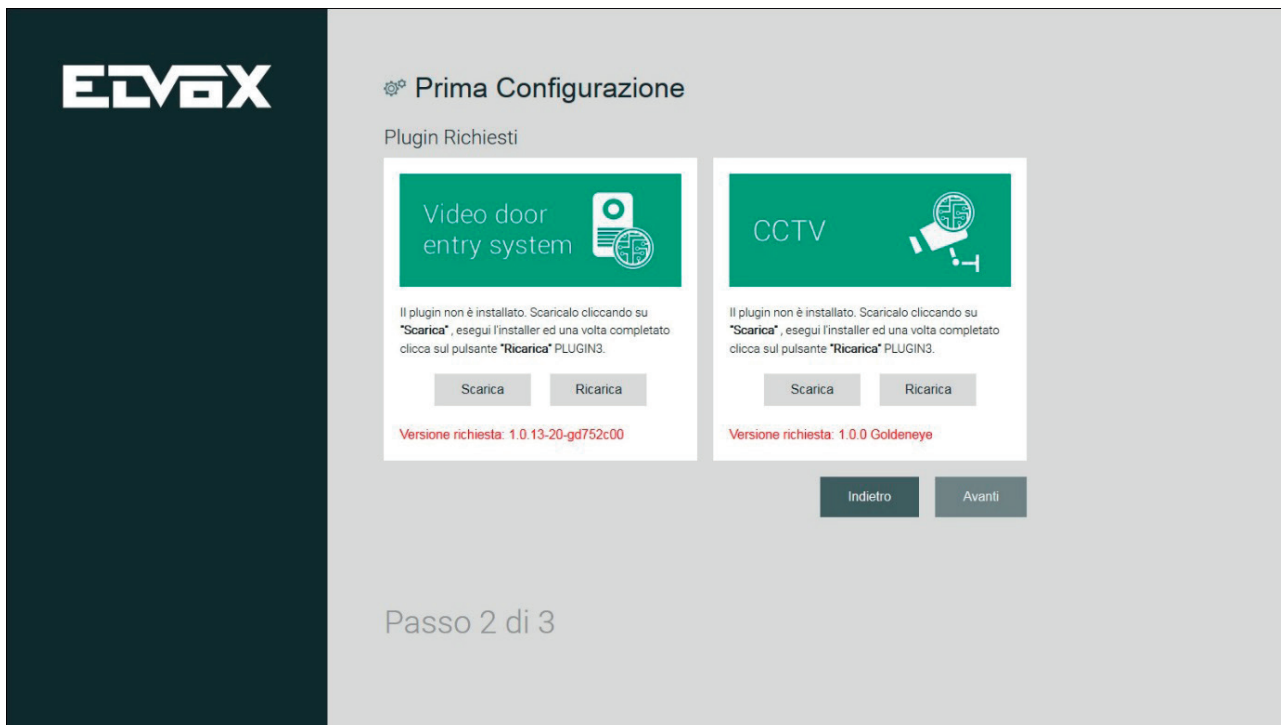 ELVOX
Prima Configurazione
Plugin Richiesti
Video door
entry system
Il plugin non è installato. Scaricalo cliccando su
"Scarica" , esegui l'installer ed una volta completato
clicca sul pulsante "Ricarica" PLUGIN3.
Scarica Ricarica
Versione richiesta: 1.0.13-20-gd752c00
CCTV
Il plugin non è installato. Scaricalo cliccando su
"Scarica" , esegui l'installer ed una volta completato
clicca sul pulsante "Ricarica" PLUGIN3.
Scarica Ricarica
Versione richiesta: 1.0.0 Goldeneye
Indietro Avanti
Passo 2 di 3